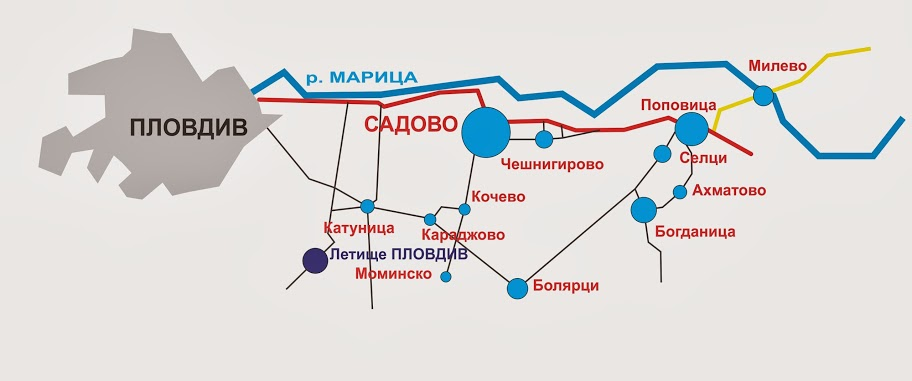 Милево
р. МАРИЦА
Поповица
ПЛОВДИВ
САДОВО
Чешнигирово
Селци
Ахматово
Кочево
Катуница
Караджово
Богданица
Летище ПЛОВДИВ
Моминско
Болярци